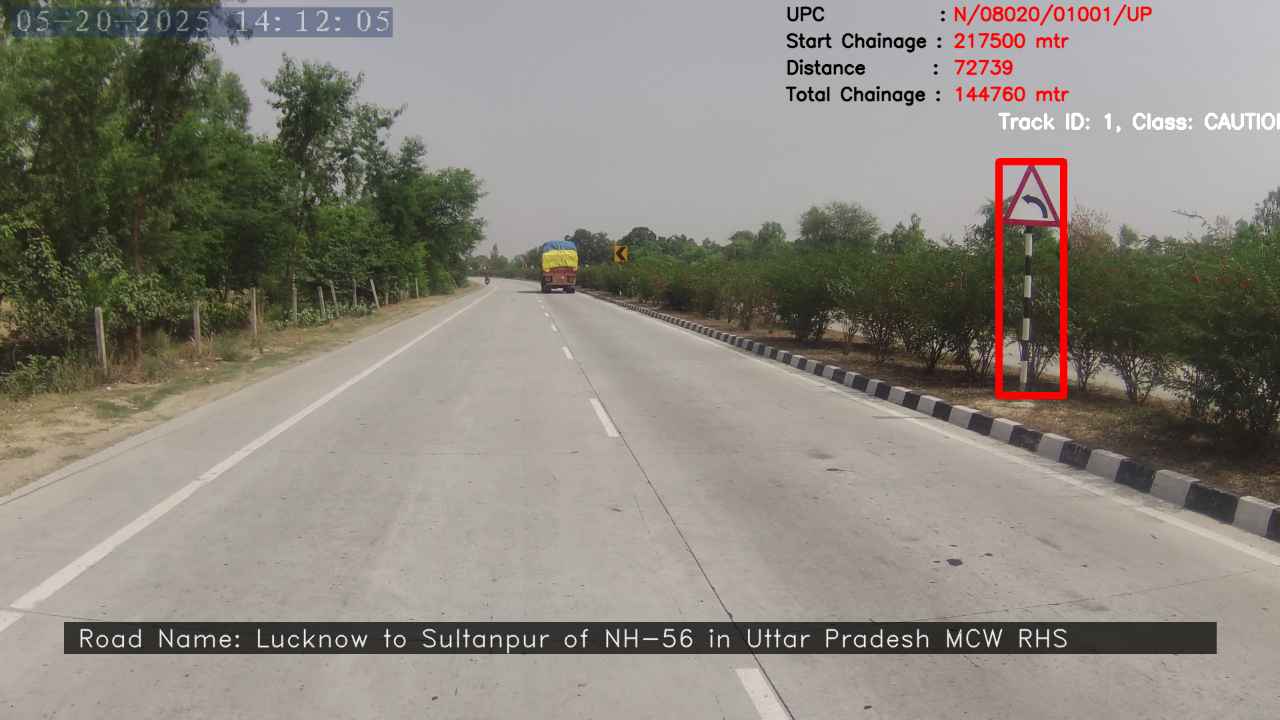 05-20-2025 14:12:05
UPC : N/08020/01001/UP
Start Chainage : 217500 mtr
Distance : 72739
Total Chainage : 144760 mtr
Track ID: 1, Class: CAUTION
Road Name: Lucknow to Sultanpur of NH-56 in Uttar Pradesh MCW RHS